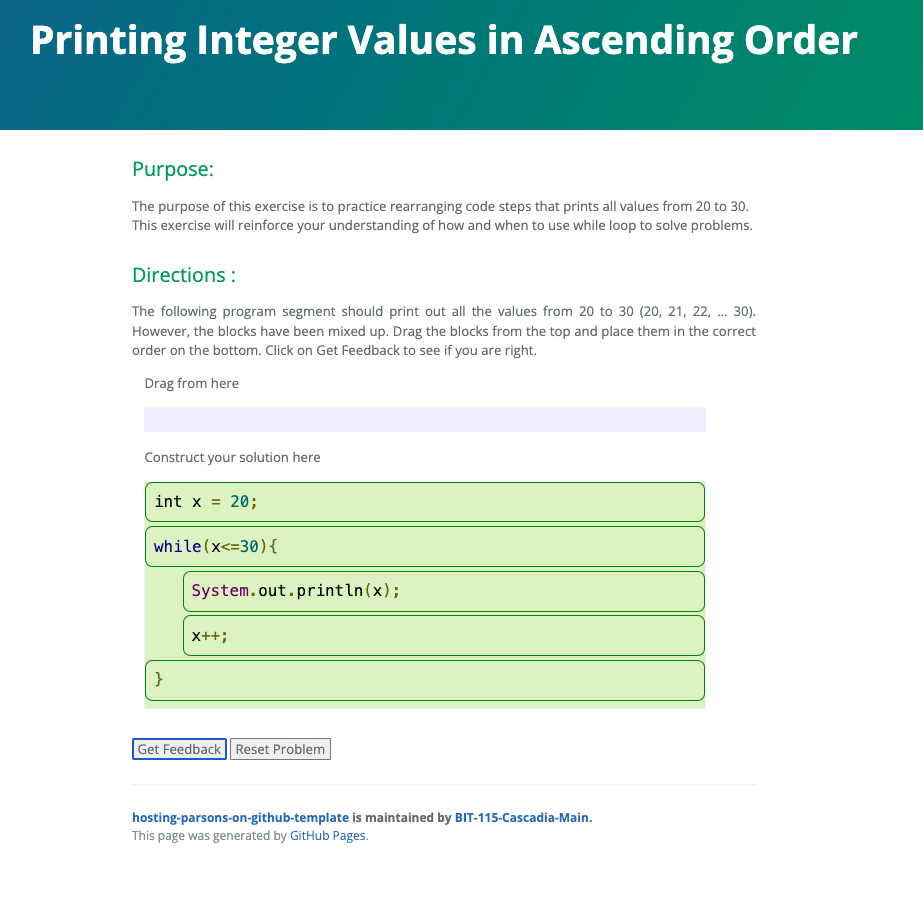 Printing Integer Values in Ascending Order
Purpose:
The purpose of this exercise is to practice rearranging code steps that prints all values from 20 to 30.
This exercise will reinforce your understanding of how and when to use while loop to solve problems.
Directions :
The following program segment should print out all the values from 20 to 30 (20, 21, 22, ... 30).
However, the blocks have been mixed up. Drag the blocks from the top and place them in the correct
order on the bottom. Click on Get Feedback to see if you are right.
Drag from here
Construct your solution here
int x = 20;
while(x<=30){
System.out.println(x);
x++;
}
Get Feedback Reset Problem
hosting-parsons-on-github-template is maintained by BIT-115-Cascadia-Main.
This page was generated by GitHub Pages.